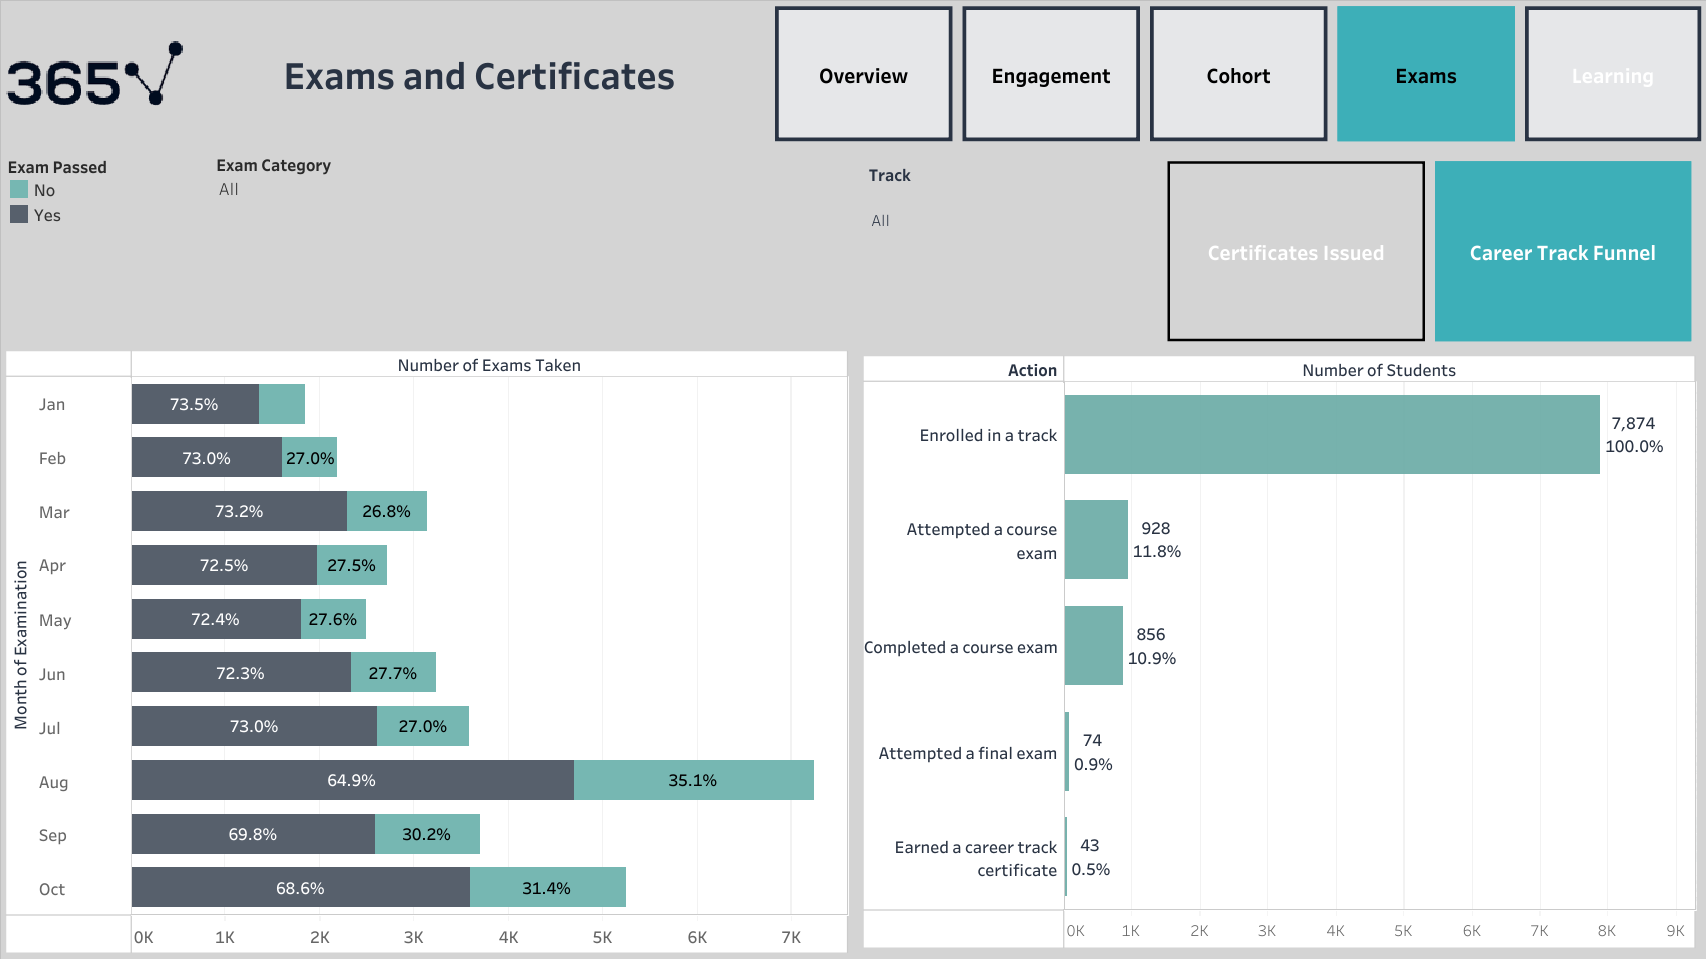 365
Exams and Certificates
Overview
Engagement
Cohort
Exams
Learning
Exam Passed
No
Yes
Exam Category
All
Track
All
Certificates Issued
Career Track Funnel
Number of Exams Taken
Month of Examination
Jan
73.5%
Feb
73.0%
27.0%
Mar
73.2%
26.8%
Apr
72.5%
27.5%
May
72.4%
27.6%
Jun
72.3%
27.7%
Jul
73.0%
27.0%
Aug
64.9%
35.1%
Sep
69.8%
30.2%
Oct
68.6%
31.4%
0K 1K 2K 3K 4K 5K 6K 7K
Action
Number of Students
Enrolled in a track
7,874
100.0%
Attempted a course
exam
928
11.8%
Completed a course exam
856
10.9%
Attempted a final exam
74
0.9%
Earned a career track
certificate
43
0.5%
0K 1K 2K 3K 4K 5K 6K 7K 8K 9K